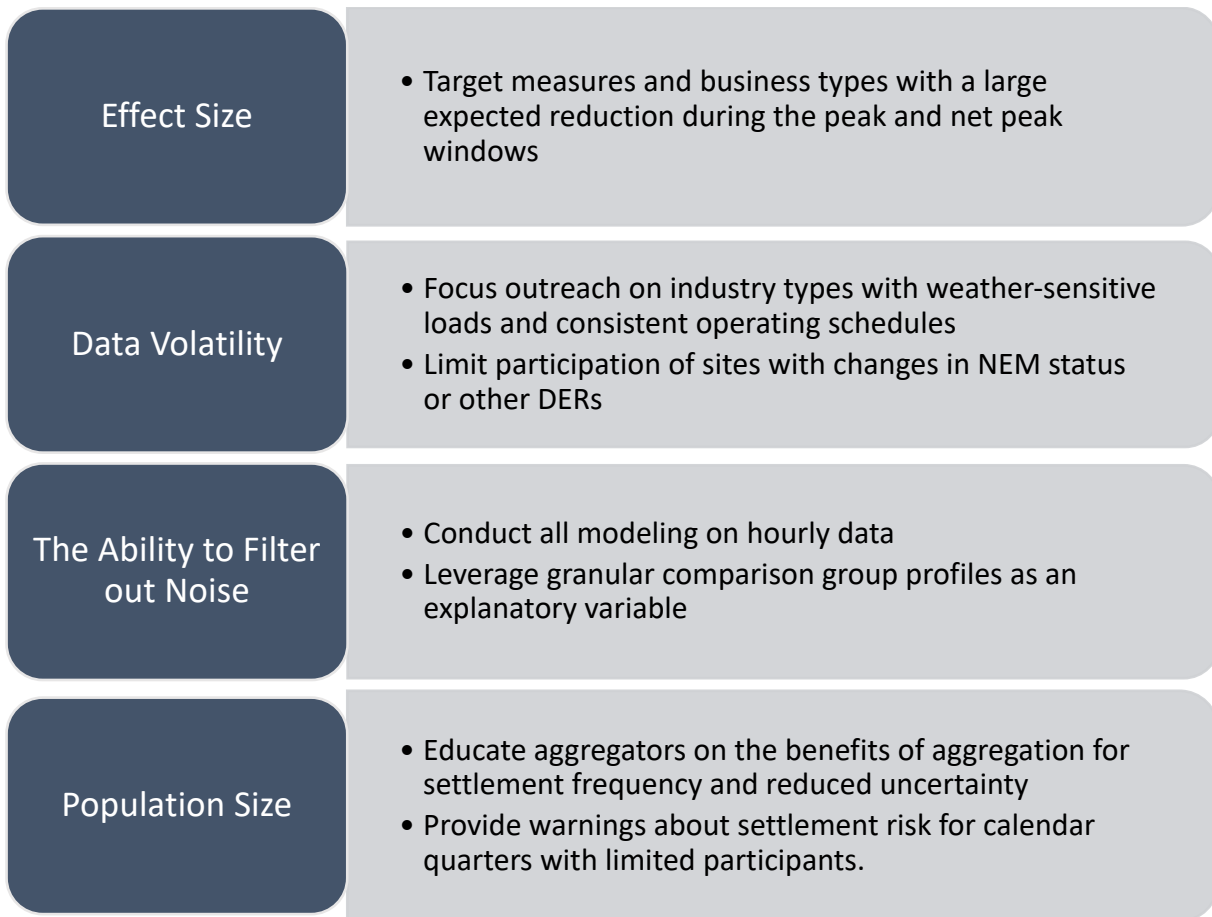 Effect Size
• Target measures and business types with a large
expected reduction during the peak and net peak
windows
Data Volatility
• Focus outreach on industry types with weather-sensitive
loads and consistent operating schedules
• Limit participation of sites with changes in NEM status
or other DERs
The Ability to Filter
out Noise
• Conduct all modeling on hourly data
• Leverage granular comparison group profiles as an
explanatory variable
Population Size
• Educate aggregators on the benefits of aggregation for
settlement frequency and reduced uncertainty
• Provide warnings about settlement risk for calendar
quarters with limited participants.